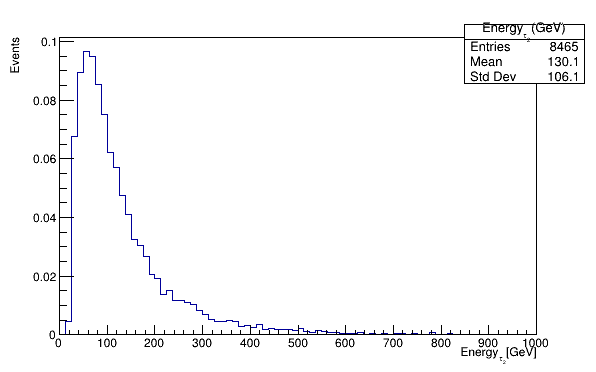 Energy_τ₂(GeV)
Entries 8465
Mean 130.1
Std Dev 106.1
Events
0.1
0.08
0.06
0.04
0.02
0
0 100 200 300 400 500 600 700 800 900 1000
Energy_τ₂[GeV]